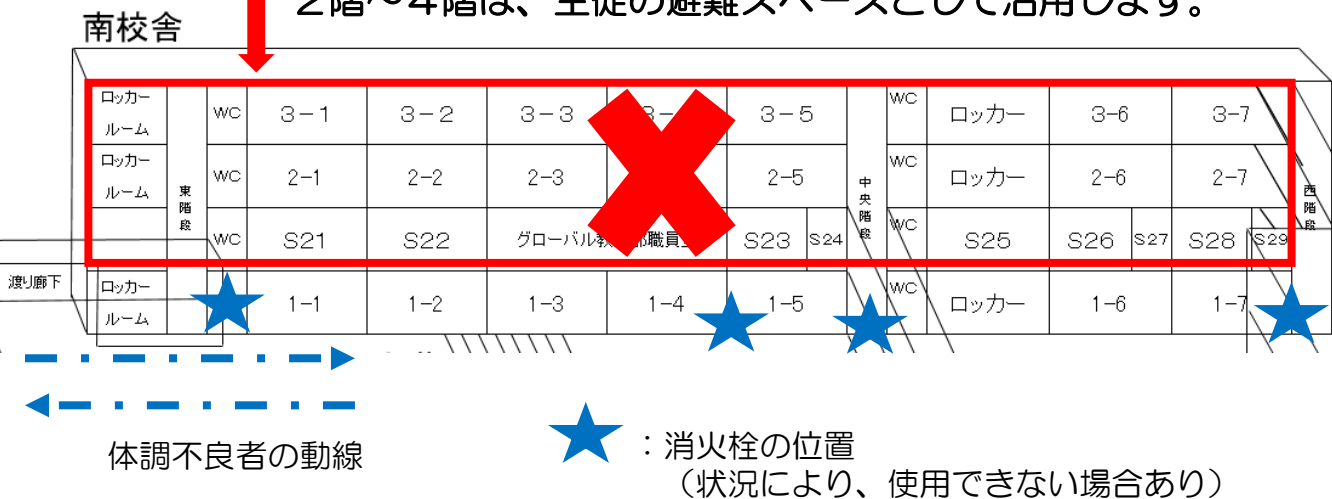 2階～4階は、生徒の避難スペースとして活用します。
南校舎
ロッカー
ルーム
WC 3-1 3-2 3-3 3- 3-5 WC ロッカー 3-6 3-7
ロッカー
ルーム
WC 2-1 2-2 2-3 2-5 WC ロッカー 2-6 2-7
東階段
中央階段
西階段
WC S21 S22 グローバル教 職員 S23 S24 WC S25 S26 S27 S28 S29
渡り廊下
ロッカー
ルーム
1-1 1-2 1-3 1-4 1-5 WC ロッカー 1-6 1-7
体調不良者の動線
：消火栓の位置
（状況により、使用できない場合あり）